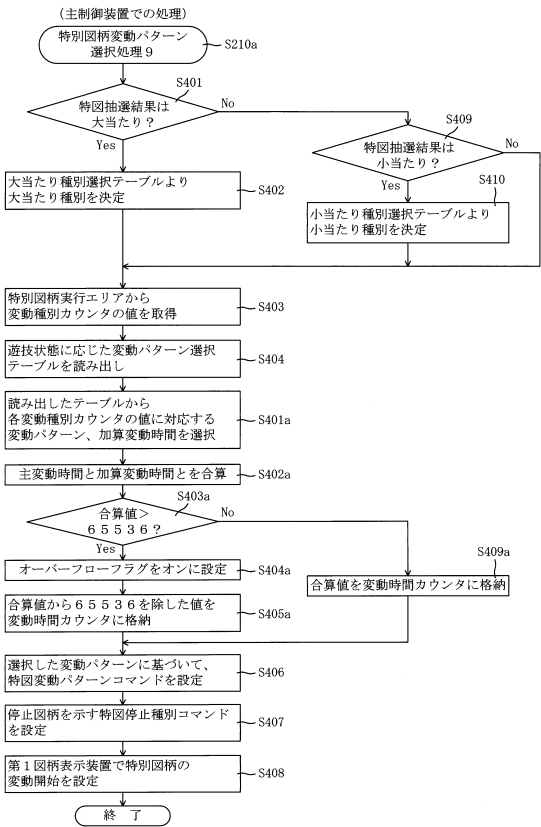 （主制御装置での処理）
特別図柄変動パターン
選択処理９
S210a
S401
特図抽選結果は
大当たり？
No
Yes
S409
特図抽選結果は
小当たり？
No
Yes
大当たり種別選択テーブルより
大当たり種別を決定
S402
S410
小当たり種別選択テーブルより
小当たり種別を決定
特別図柄実行エリアから
変動種別カウンタの値を取得
S403
遊技状態に応じた変動パターン選択
テーブルを読み出し
S404
読み出したテーブルから
各変動種別カウンタの値に対応する
変動パターン、加算変動時間を選択
S401a
主変動時間と加算変動時間とを合算
S402a
S403a
合算値＞
６５５３６？
No
Yes
オーバーフローフラグをオンに設定
S404a
S409a
合算値を変動時間カウンタに格納
合算値から６５５３６を除した値を
変動時間カウンタに格納
S405a
選択した変動パターンに基づいて、
特図変動パターンコマンドを設定
S406
停止図柄を示す特図停止種別コマンド
を設定
S407
第１図柄表示装置で特別図柄の
変動開始を設定
S408
終 了